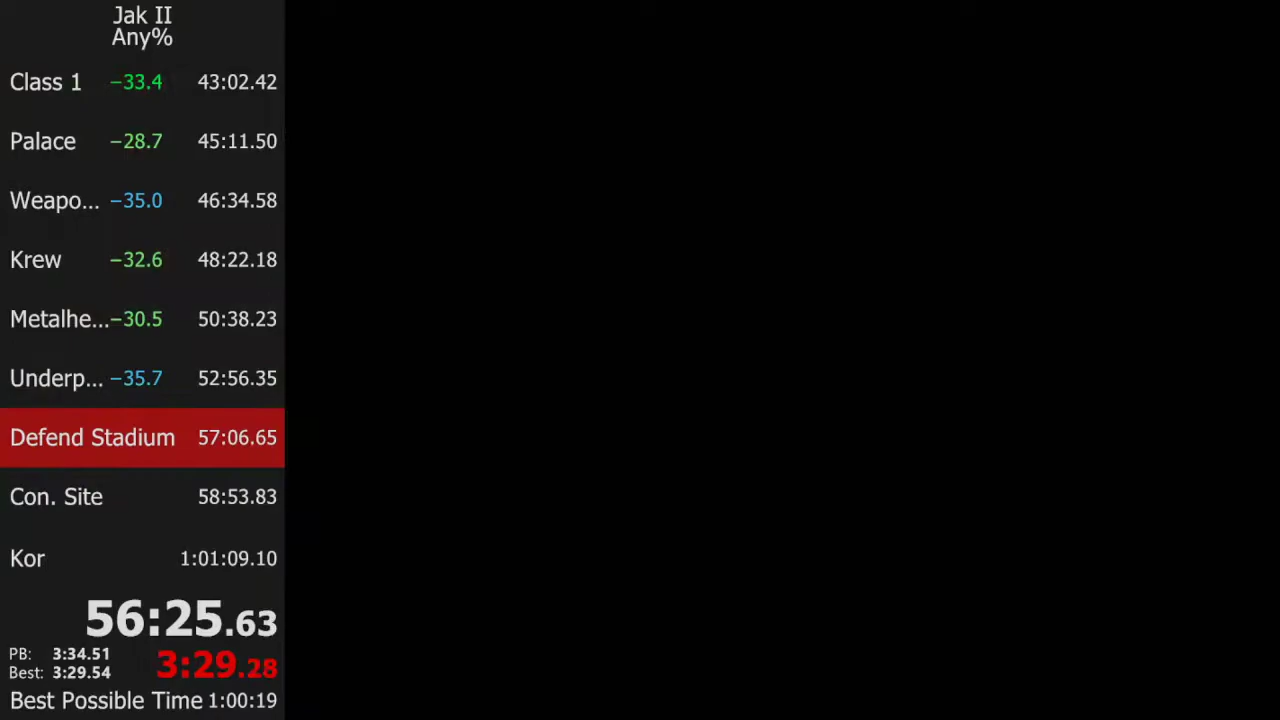 Jak II
Any%
Class 1 −33.4 43:02.42
Palace −28.7 45:11.50
Weapo... −35.0 46:34.58
Krew −32.6 48:22.18
Metalhe... −30.5 50:38.23
Underp... −35.7 52:56.35
Defend Stadium 57:06.65
Con. Site 58:53.83
Kor 1:01:09.10
56:25.63
PB: 3:34.51
Best: 3:29.54
3:29.28
Best Possible Time 1:00:19